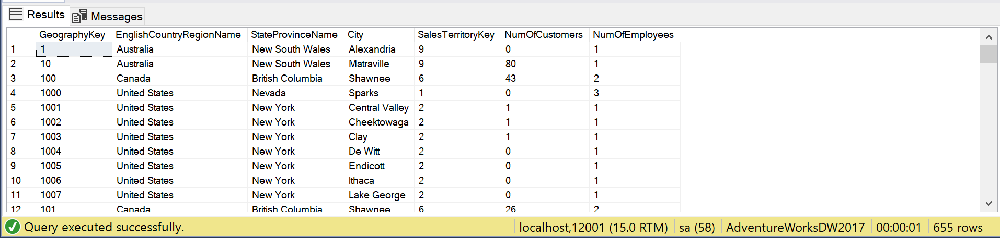 Results Messages
GeographyKey EnglishCountryRegionName StateProvinceName City SalesTerritoryKey NumOfCustomers NumOfEmployees
1 1 Australia New South Wales Alexandria 9 0 1
2 10 Australia New South Wales Matraville 9 80 1
3 100 Canada British Columbia Shawnee 6 43 2
4 1000 United States Nevada Sparks 1 0 3
5 1001 United States New York Central Valley 2 1 1
6 1002 United States New York Cheektowaga 2 1 1
7 1003 United States New York Clay 2 1 1
8 1004 United States New York De Witt 2 0 1
9 1005 United States New York Endicott 2 0 1
10 1006 United States New York Ithaca 2 0 1
11 1007 United States New York Lake George 2 0 1
12 101 Canada British Columbia Shawnee 6 26 2
Query executed successfully. localhost,12001 (15.0 RTM) sa (58) AdventureWorksDW2017 00:00:01 655 rows